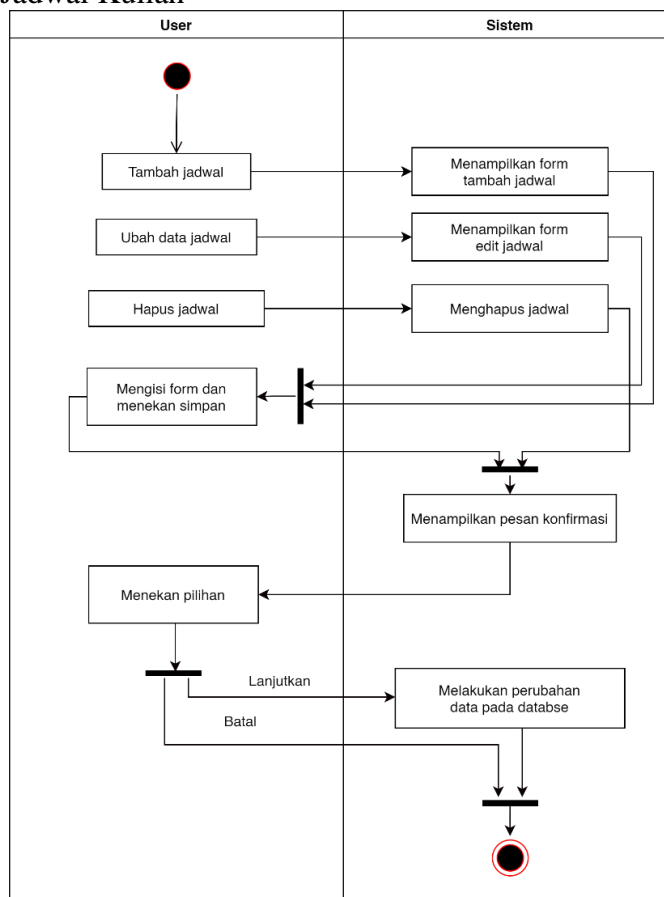 Jadwal Kuliah
User
Sistem
Tambah jadwal
Menampilkan form
tambah jadwal
Ubah data jadwal
Menampilkan form
edit jadwal
Hapus jadwal
Menghapus jadwal
Mengisi form dan
menekan simpan
Menampilkan pesan konfirmasi
Menekan pilihan
Lanjutkan
Melakukan perubahan
data pada databse
Batal